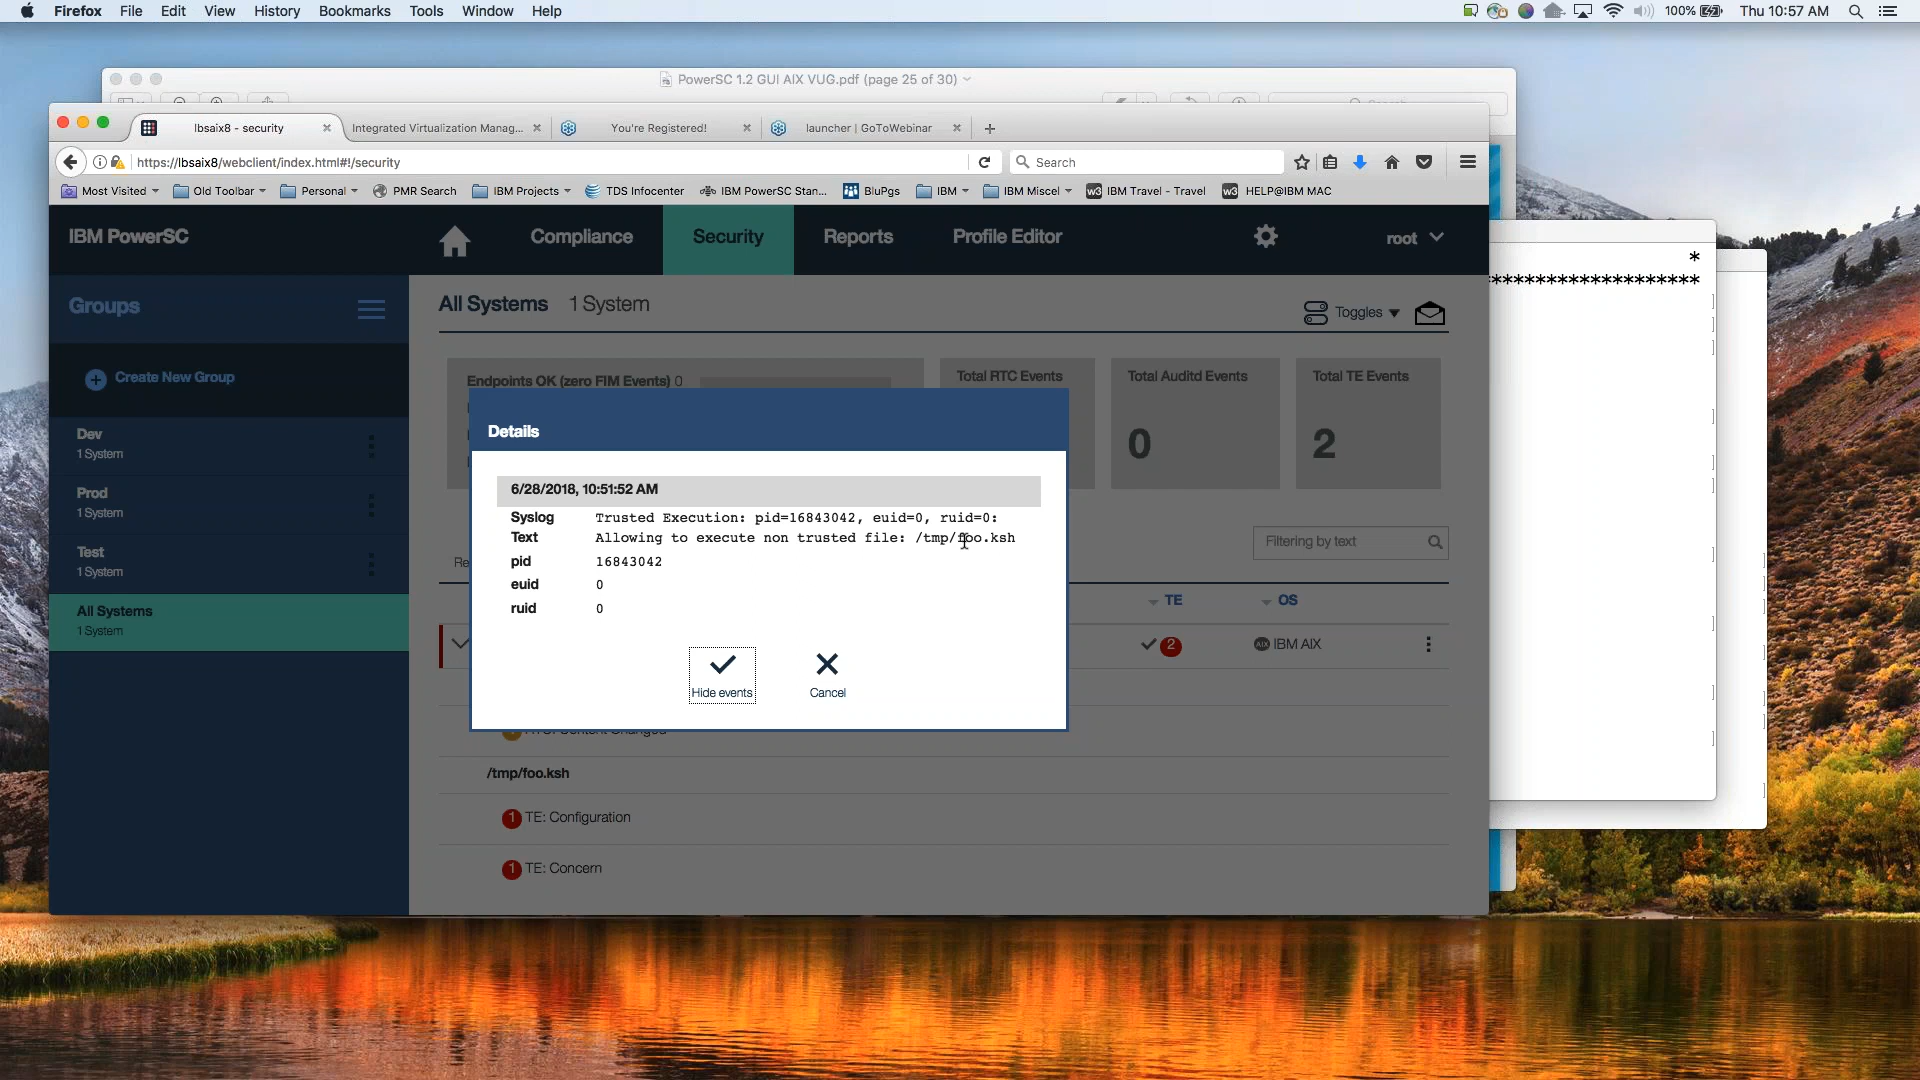 Firefox File Edit View History Bookmarks Tools Window Help 100% Thu 10:57 AM
PowerSC 1.2 GUI AIX VUG.pdf (page 25 of 30)
lbsaix8 - security Integrated Virtualization Manag... You're Registered! launcher | GoToWebinar
https://lbsaix8/webclient/index.html#!/security Search
Most Visited Old Toolbar Personal PMR Search IBM Projects TDS Infocenter IBM PowerSC Stan... BluPgs IBM IBM Miscel w3 IBM Travel - Travel w3 HELP@IBM MAC
IBM PowerSC Compliance Security Reports Profile Editor root
*
*******************
Groups
All Systems 1 System
Toggles
Create New Group
Endpoints OK (zero FIM Events) 0
Total RTC Events
Total Auditd Events
0
Total TE Events
2
Dev
1 System
Prod
1 System
Test
1 System
All Systems
1 System
Details
6/28/2018, 10:51:52 AM
Syslog Trusted Execution: pid=16843042, euid=0, ruid=0:
Text Allowing to execute non trusted file: /tmp/foo.ksh
pid 16843042
euid 0
ruid 0
Hide events Cancel
Filtering by text
Re
TE OS
2 AIX IBM AIX
/tmp/foo.ksh
1 TE: Configuration
1 TE: Concern